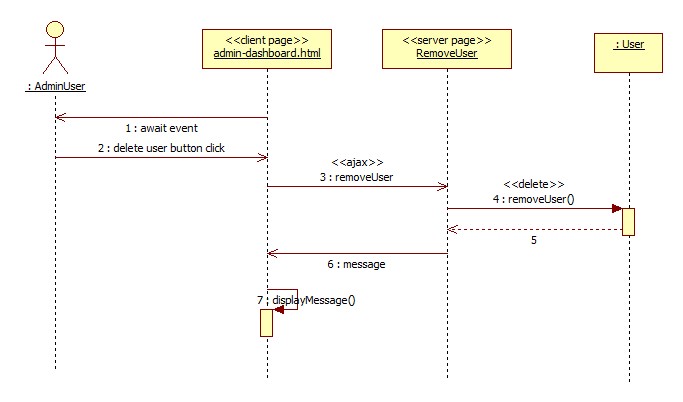 <<client page>>
admin-dashboard.html
<<server page>>
RemoveUser
: User
: AdminUser
1 : await event
2 : delete user button click
<<ajax>>
3 : removeUser
<<delete>>
4 : removeUser()
5
6 : message
7 : displayMessage()